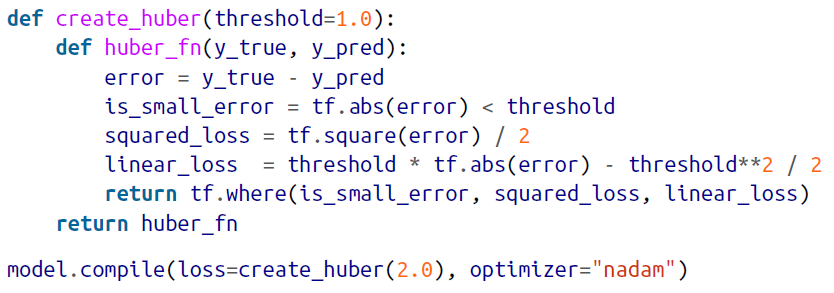 def create_huber(threshold=1.0):
    def huber_fn(y_true, y_pred):
        error = y_true - y_pred
        is_small_error = tf.abs(error) < threshold
        squared_loss = tf.square(error) / 2
        linear_loss  = threshold * tf.abs(error) - threshold**2 / 2
        return tf.where(is_small_error, squared_loss, linear_loss)
    return huber_fn
model.compile(loss=create_huber(2.0), optimizer="nadam")